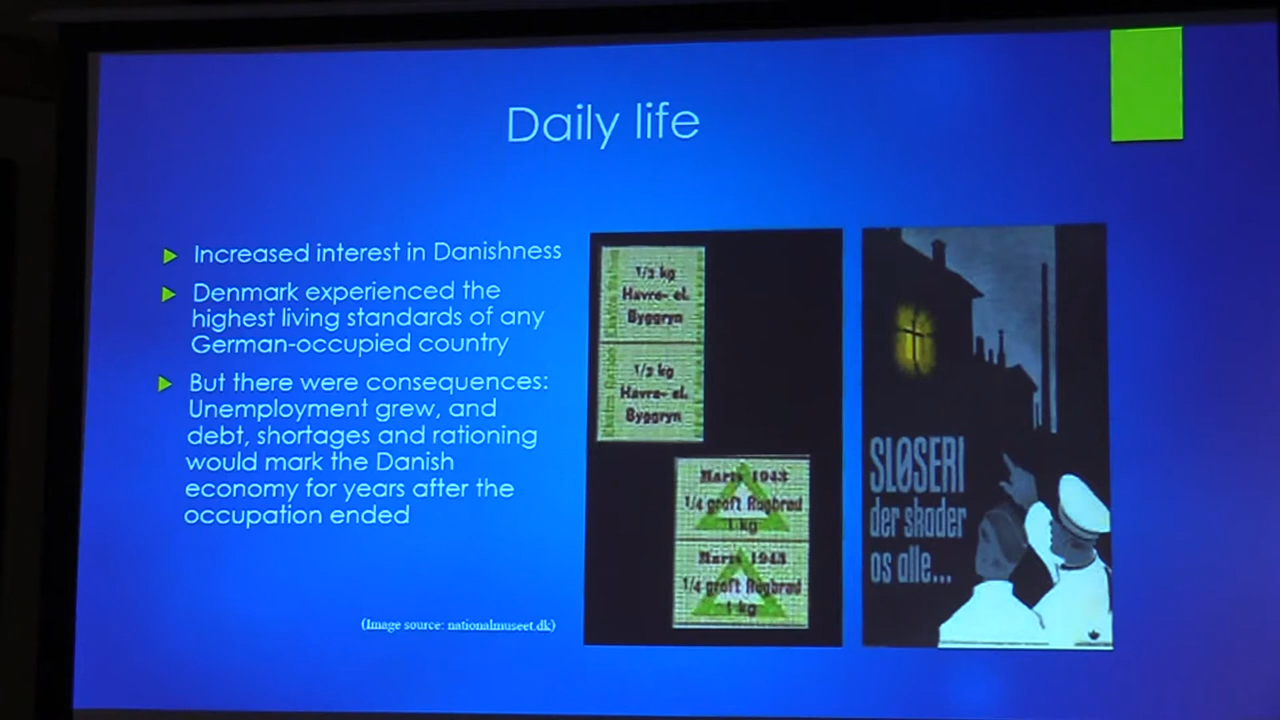 Daily life
Increased interest in Danishness
Denmark experienced the
highest living standards of any
German-occupied country
But there were consequences:
Unemployment grew, and
debt, shortages and rationing
would mark the Danish
economy for years after the
occupation ended
(Image source: nationalmuseet.dk)
1/2 kg
Havre- el.
Byggryn
1/2 kg
Havre- el.
Byggryn
Marts 1943
1/4 groft Rugbrød
1 kg
Marts 1943
1/4 groft Rugbrød
1 kg
SLØSERI
der skader
os alle...